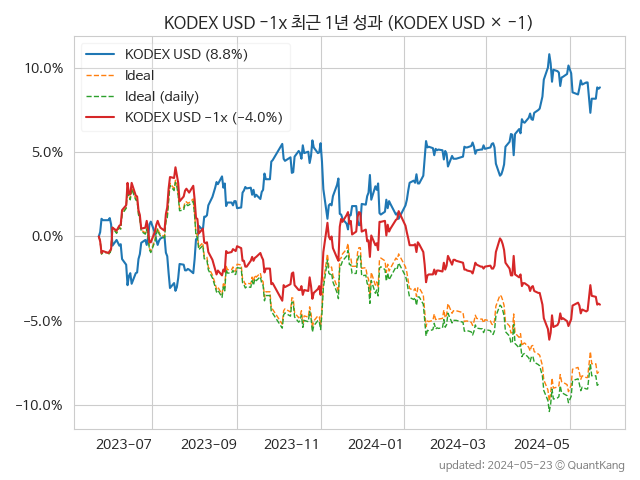 KODEX USD −1x 최근 1년 성과 (KODEX USD × −1)
KODEX USD (8.8%)
Ideal
Ideal (daily)
KODEX USD −1x (−4.0%)
10.0%
5.0%
0.0%
−5.0%
−10.0%
2023−07 2023−09 2023−11 2024−01 2024−03 2024−05
updated: 2024−05−23 © QuantKang